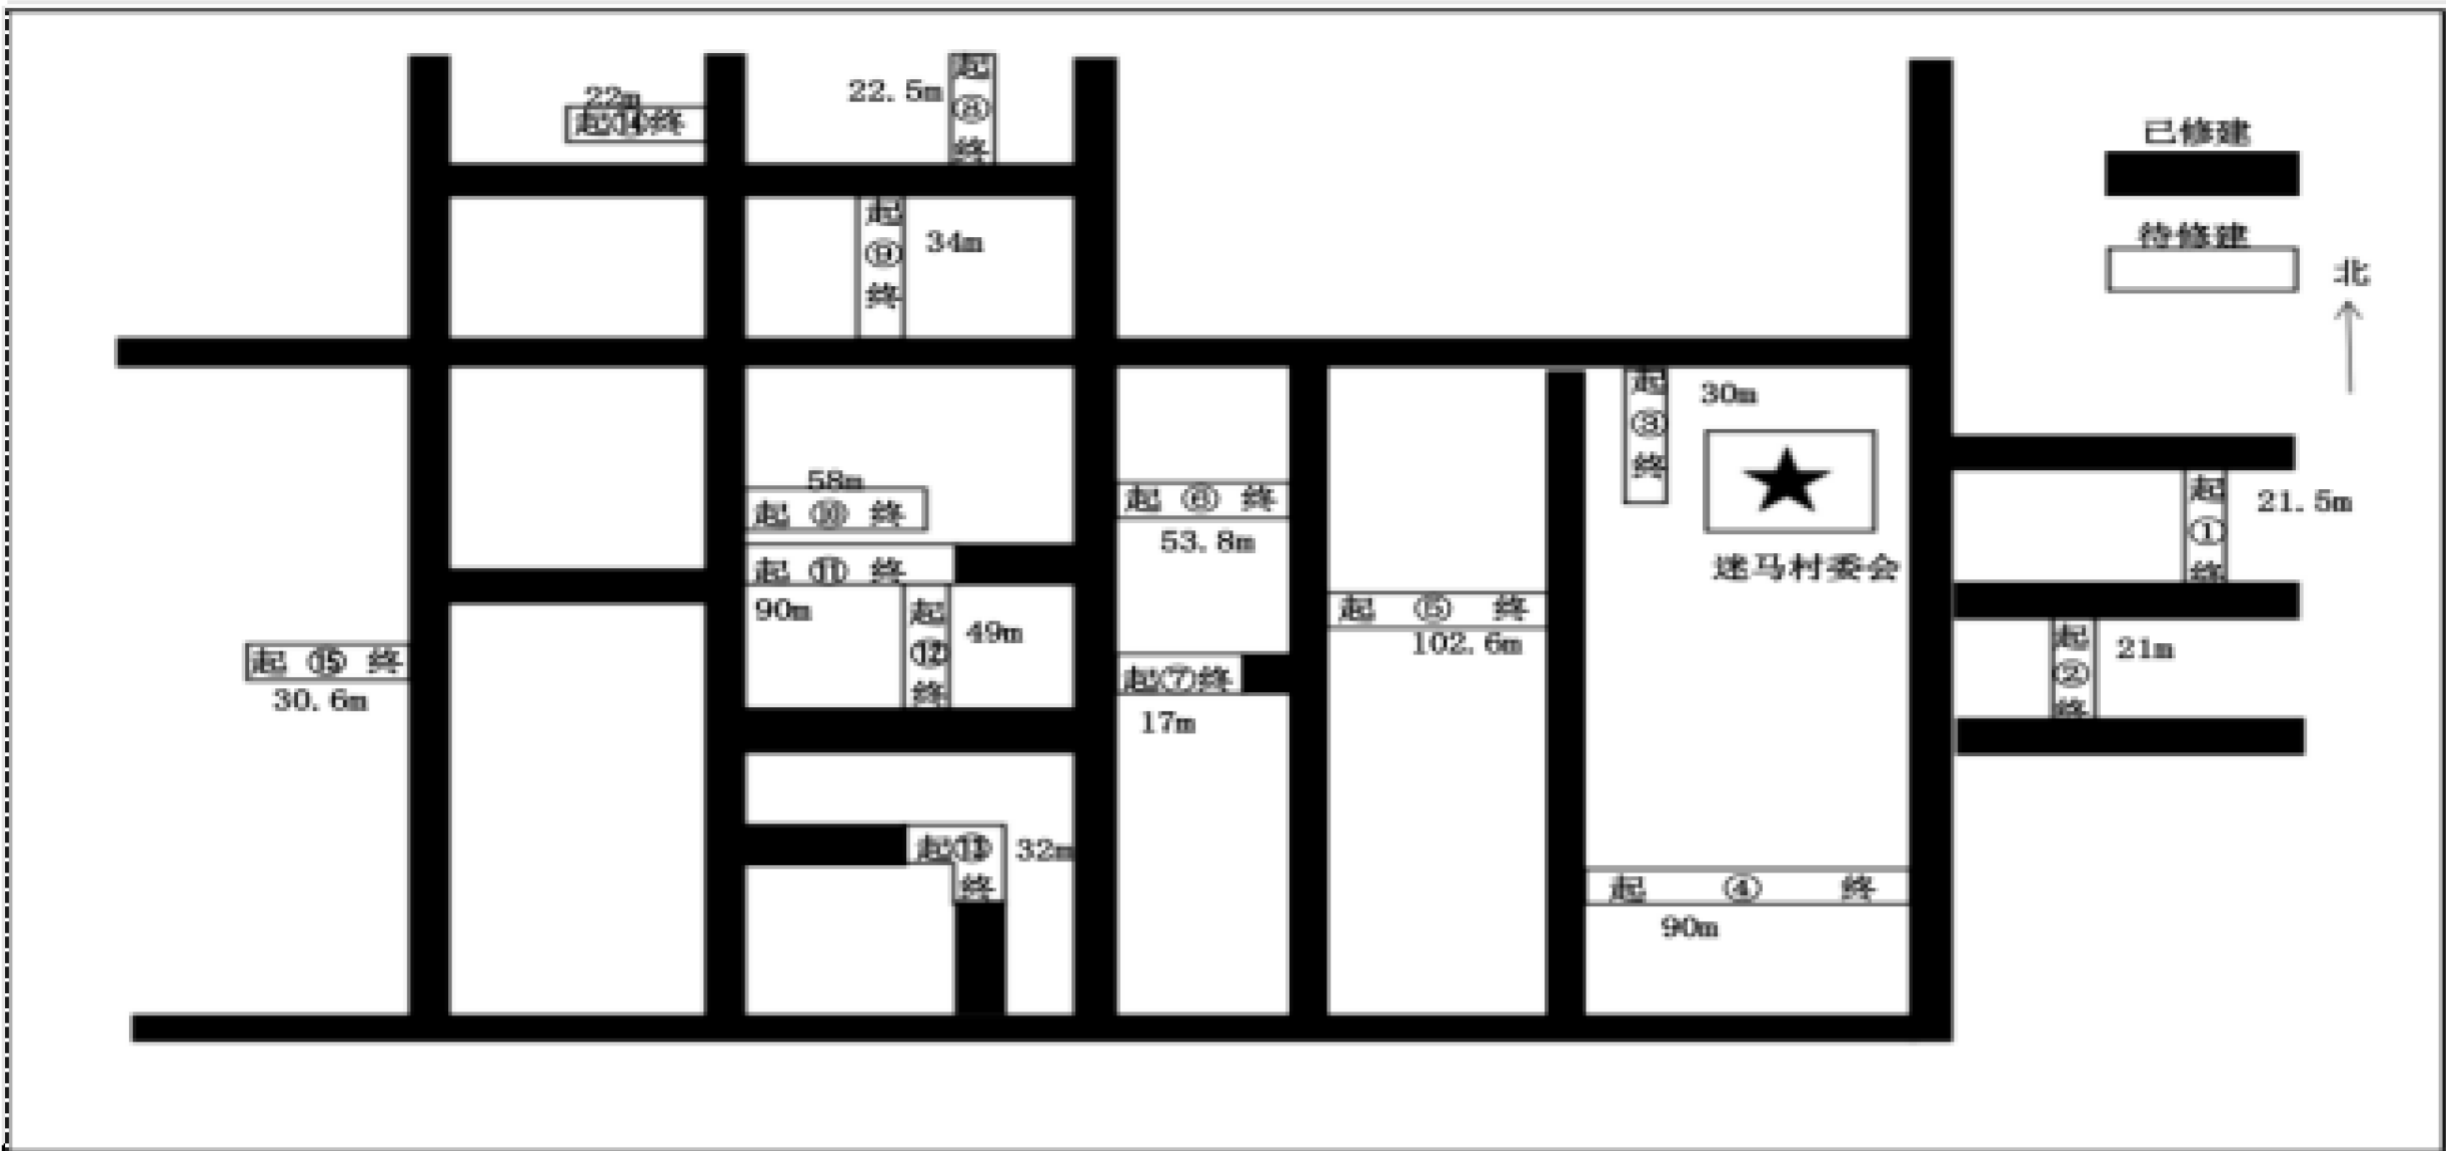 22m
起⑭终
22.5m
起
⑧
终
已修建
待修建
北
起
⑨
终
34m
起
③
终
30m
迷马村委会
58m
起 ⑩ 终
起 ⑥ 终
53.8m
起
①
终
21.5m
起 ⑪ 终
90m
起
⑫
终
49m
起 ⑤ 终
102.6m
起
②
终
21m
起 ⑮ 终
30.6m
起⑦终
17m
起⑬
终
32m
起 ④ 终
90m